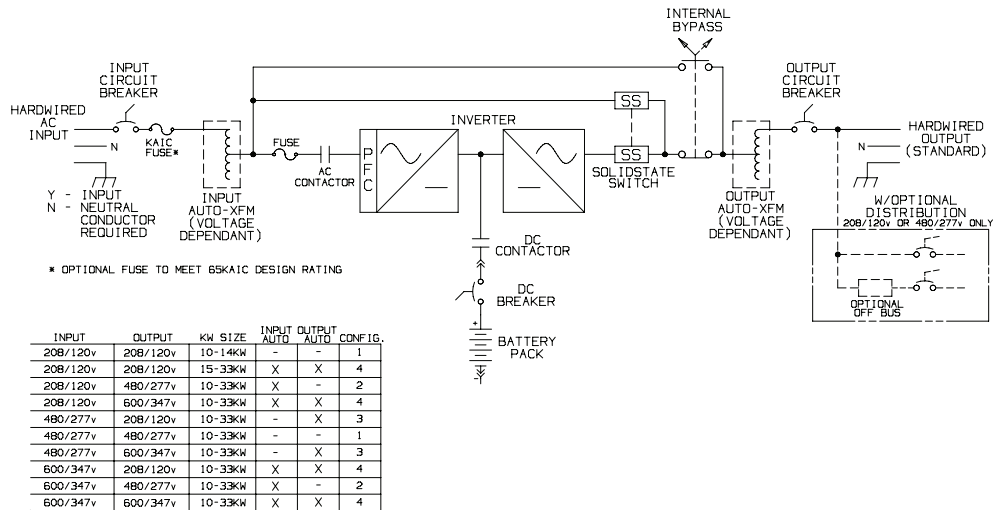 INTERNAL
BYPASS
INPUT
CIRCUIT
BREAKER
HARDWIRED
AC
INPUT
N
KAIC
FUSE*
Y - INPUT
N - NEUTRAL
CONDUCTOR
REQUIRED
INPUT
AUTO-XFM
(VOLTAGE
DEPENDANT)
FUSE
AC
CONTACTOR
PFC
INVERTER
SS
SS
SOLIDSTATE
SWITCH
OUTPUT
CIRCUIT
BREAKER
OUTPUT
AUTO-XFM
(VOLTAGE
DEPENDANT)
HARDWIRED
OUTPUT
(STANDARD)
N
W/OPTIONAL
DISTRIBUTION
208/120v OR 480/277v ONLY
OPTIONAL
OFF BUS
DC
CONTACTOR
DC
BREAKER
+
BATTERY
PACK
-
* OPTIONAL FUSE TO MEET 65KAIC DESIGN RATING
INPUT OUTPUT KW SIZE INPUT AUTO OUTPUT AUTO CONFIG.
208/120v 208/120v 10-14KW - - 1
208/120v 208/120v 15-33KW X X 4
208/120v 480/277v 10-33KW X - 2
208/120v 600/347v 10-33KW X X 4
480/277v 208/120v 10-33KW - X 3
480/277v 480/277v 10-33KW - - 1
480/277v 600/347v 10-33KW - X 3
600/347v 208/120v 10-33KW X X 4
600/347v 480/277v 10-33KW X - 2
600/347v 600/347v 10-33KW X X 4